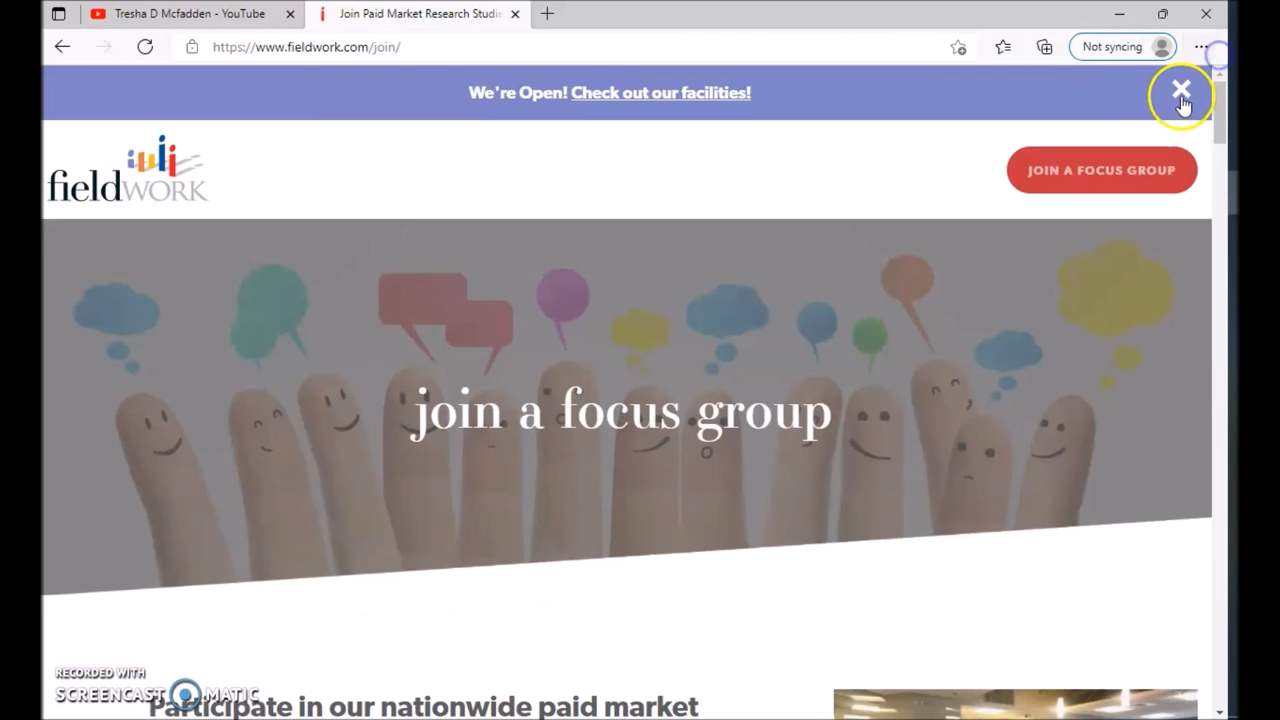 Tresha D Mcfadden - YouTube
Join Paid Market Research Studie
https://www.fieldwork.com/join/
Not syncing
We're Open! Check out our facilities!
fieldWORK
JOIN A FOCUS GROUP
join a focus group
RECORDED WITH
SCREENCAST MATIC
Participate in our nationwide paid market